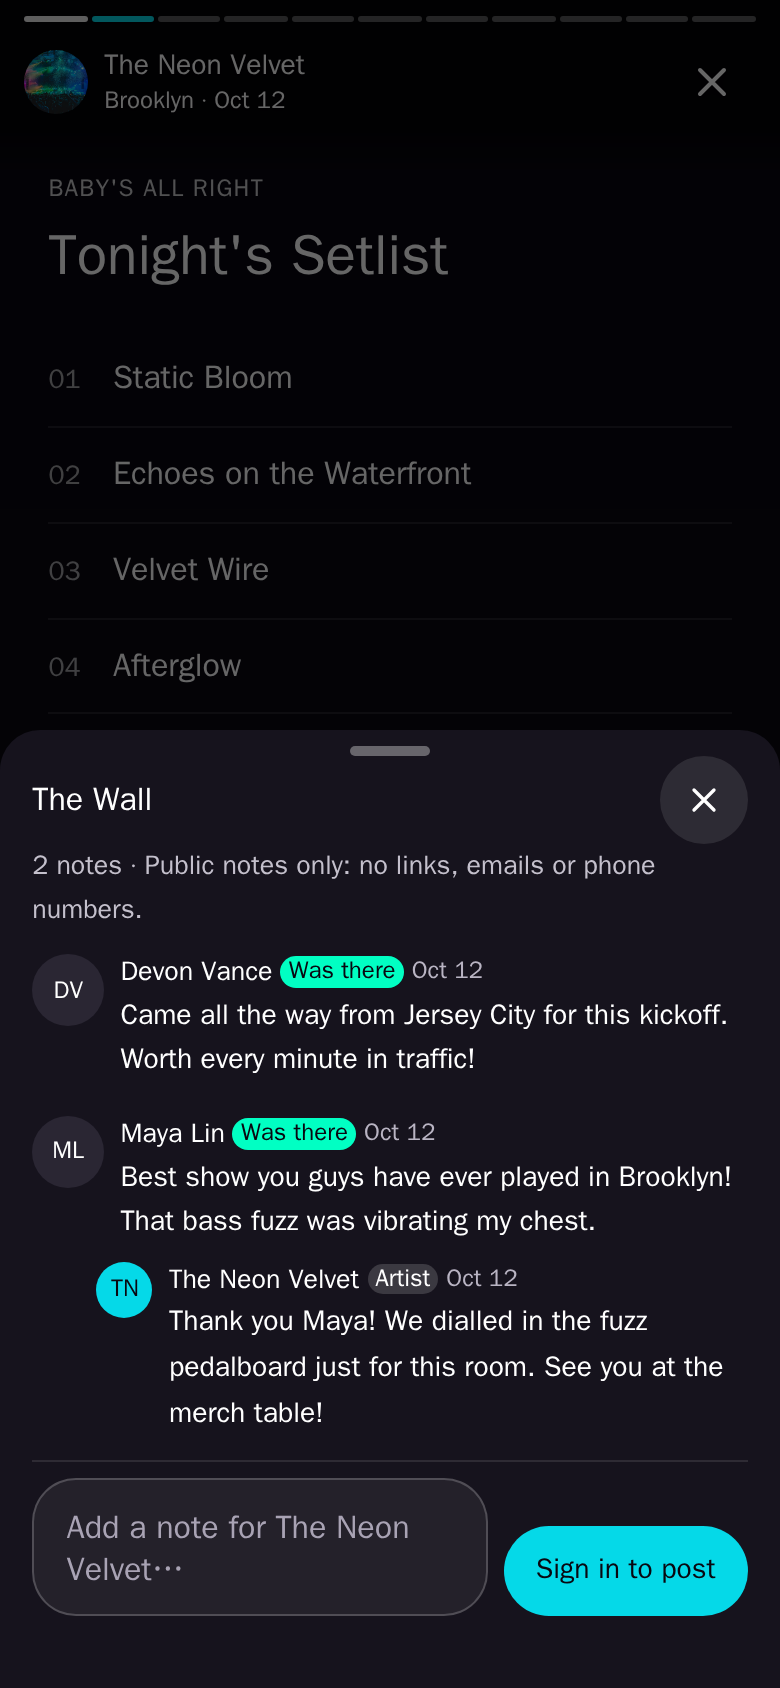 The Neon Velvet
Brooklyn · Oct 12
BABY'S ALL RIGHT
Tonight's Setlist
01 Static Bloom
02 Echoes on the Waterfront
03 Velvet Wire
04 Afterglow
The Wall
2 notes · Public notes only: no links, emails or phone
numbers.
DV
Devon Vance Was there Oct 12
Came all the way from Jersey City for this kickoff.
Worth every minute in traffic!
ML
Maya Lin Was there Oct 12
Best show you guys have ever played in Brooklyn!
That bass fuzz was vibrating my chest.
TN
The Neon Velvet Artist Oct 12
Thank you Maya! We dialled in the fuzz
pedalboard just for this room. See you at the
merch table!
Add a note for The Neon
Velvet…
Sign in to post